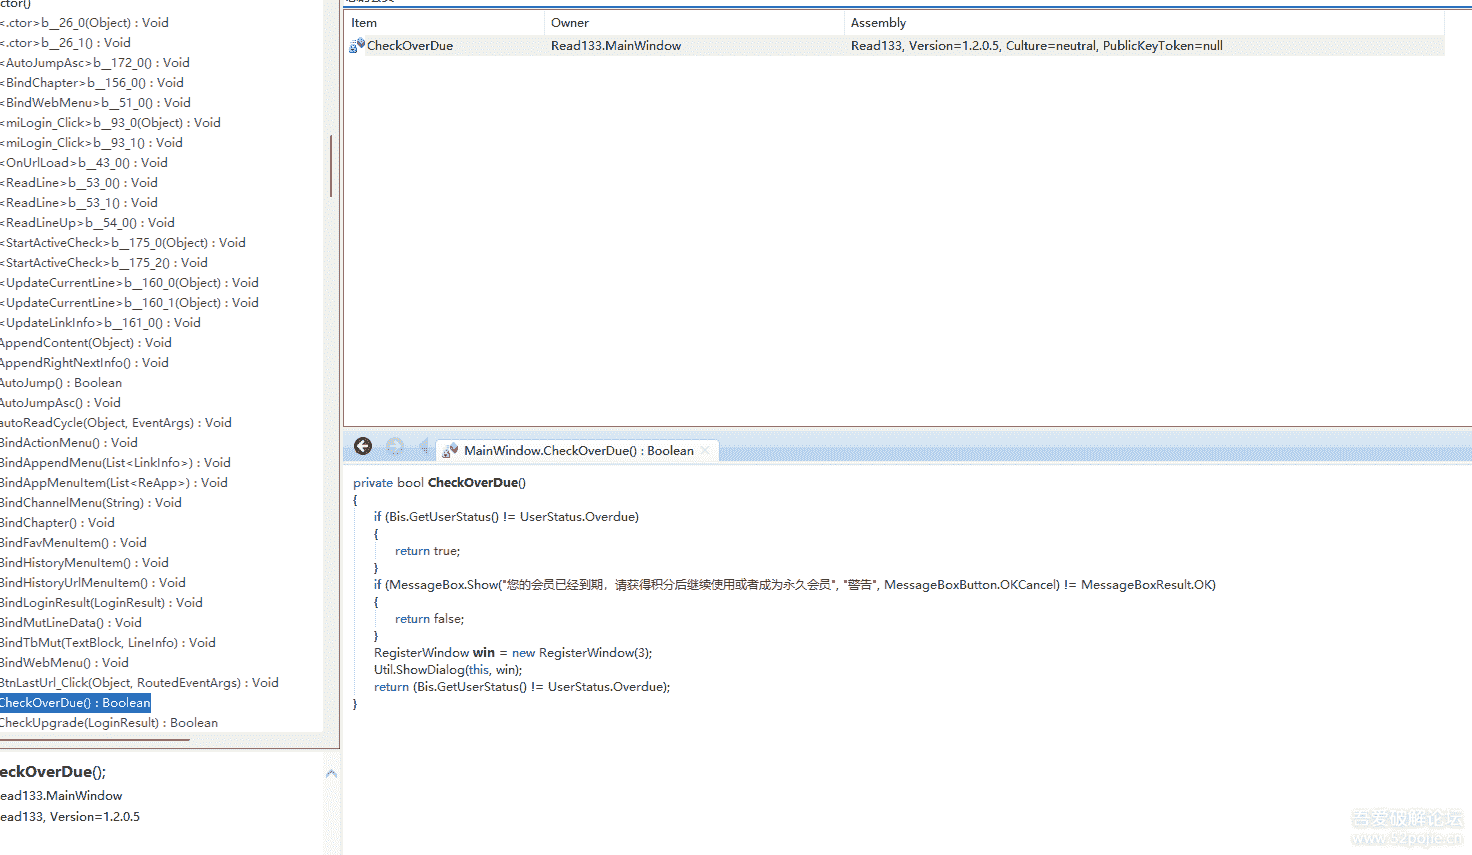 ctor()
<.ctor>b__26_0(Object) : Void
<.ctor>b__26_1() : Void
<AutoJumpAsc>b__172_0() : Void
<BindChapter>b__156_0() : Void
<BindWebMenu>b__51_0() : Void
<miLogin_Click>b__93_0(Object) : Void
<miLogin_Click>b__93_1() : Void
<OnUrlLoad>b__43_0() : Void
<ReadLine>b__53_0() : Void
<ReadLine>b__53_1() : Void
<ReadLineUp>b__54_0() : Void
<StartActiveCheck>b__175_0(Object) : Void
<StartActiveCheck>b__175_2() : Void
<UpdateCurrentLine>b__160_0(Object) : Void
<UpdateCurrentLine>b__160_1(Object) : Void
<UpdateLinkInfo>b__161_0() : Void
AppendContent(Object) : Void
AppendRightNextInfo() : Void
AutoJump() : Boolean
AutoJumpAsc() : Void
autoReadCycle(Object, EventArgs) : Void
BindActionMenu() : Void
BindAppendMenu(List<LinkInfo>) : Void
BindAppMenuItem(List<ReApp>) : Void
BindChannelMenu(String) : Void
BindChapter() : Void
BindFavMenuItem() : Void
BindHistoryMenuItem() : Void
BindHistoryUrlMenuItem() : Void
BindLoginResult(LoginResult) : Void
BindMutLineData() : Void
BindTbMut(TextBlock, LineInfo) : Void
BindWebMenu() : Void
BtnLastUrl_Click(Object, RoutedEventArgs) : Void
CheckOverDue() : Boolean
CheckUpgrade(LoginResult) : Boolean
eckOverDue();
ead133.MainWindow
ead133, Version=1.2.0.5
Item Owner Assembly
CheckOverDue Read133.MainWindow Read133, Version=1.2.0.5, Culture=neutral, PublicKeyToken=null
MainWindow.CheckOverDue() : Boolean
private bool CheckOverDue()
{
if (Bis.GetUserStatus() != UserStatus.Overdue)
{
return true;
}
if (MessageBox.Show("您的会员已经到期，请获得积分后继续使用或者成为永久会员", "警告", MessageBoxButton.OKCancel) != MessageBoxResult.OK)
{
return false;
}
RegisterWindow win = new RegisterWindow(3);
Util.ShowDialog(this, win);
return (Bis.GetUserStatus() != UserStatus.Overdue);
}
吾爱破解论坛
www.52pojie.cn